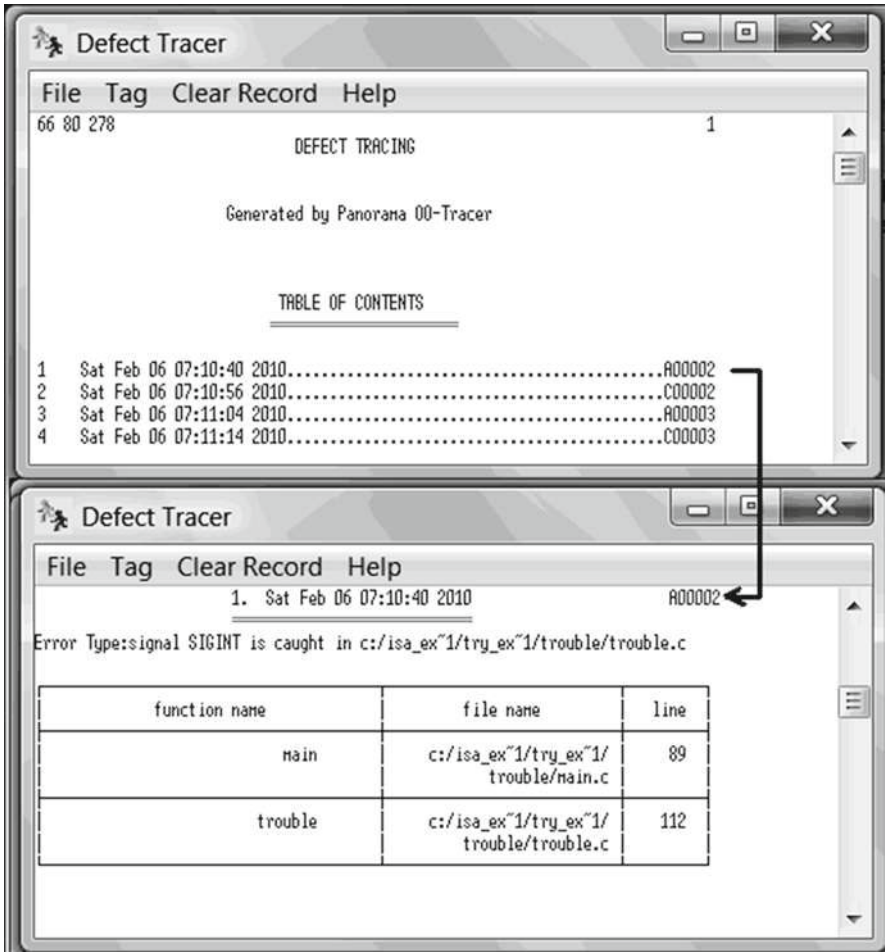 Defect Tracer
File Tag Clear Record Help
66 80 278 1
DEFECT TRACING
Generated by Panorama OO-Tracer
TABLE OF CONTENTS
1 Sat Feb 06 07:10:40 2010.............................................A00002
2 Sat Feb 06 07:10:56 2010.............................................C00002
3 Sat Feb 06 07:11:04 2010.............................................A00003
4 Sat Feb 06 07:11:14 2010.............................................C00003
Defect Tracer
File Tag Clear Record Help
1. Sat Feb 06 07:10:40 2010 A00002
Error Type:signal SIGINT is caught in c:/isa_ex~1/try_ex~1/trouble/trouble.c
function name file name line
main c:/isa_ex~1/try_ex~1/ 89
trouble/main.c
trouble c:/isa_ex~1/try_ex~1/ 112
trouble/trouble.c